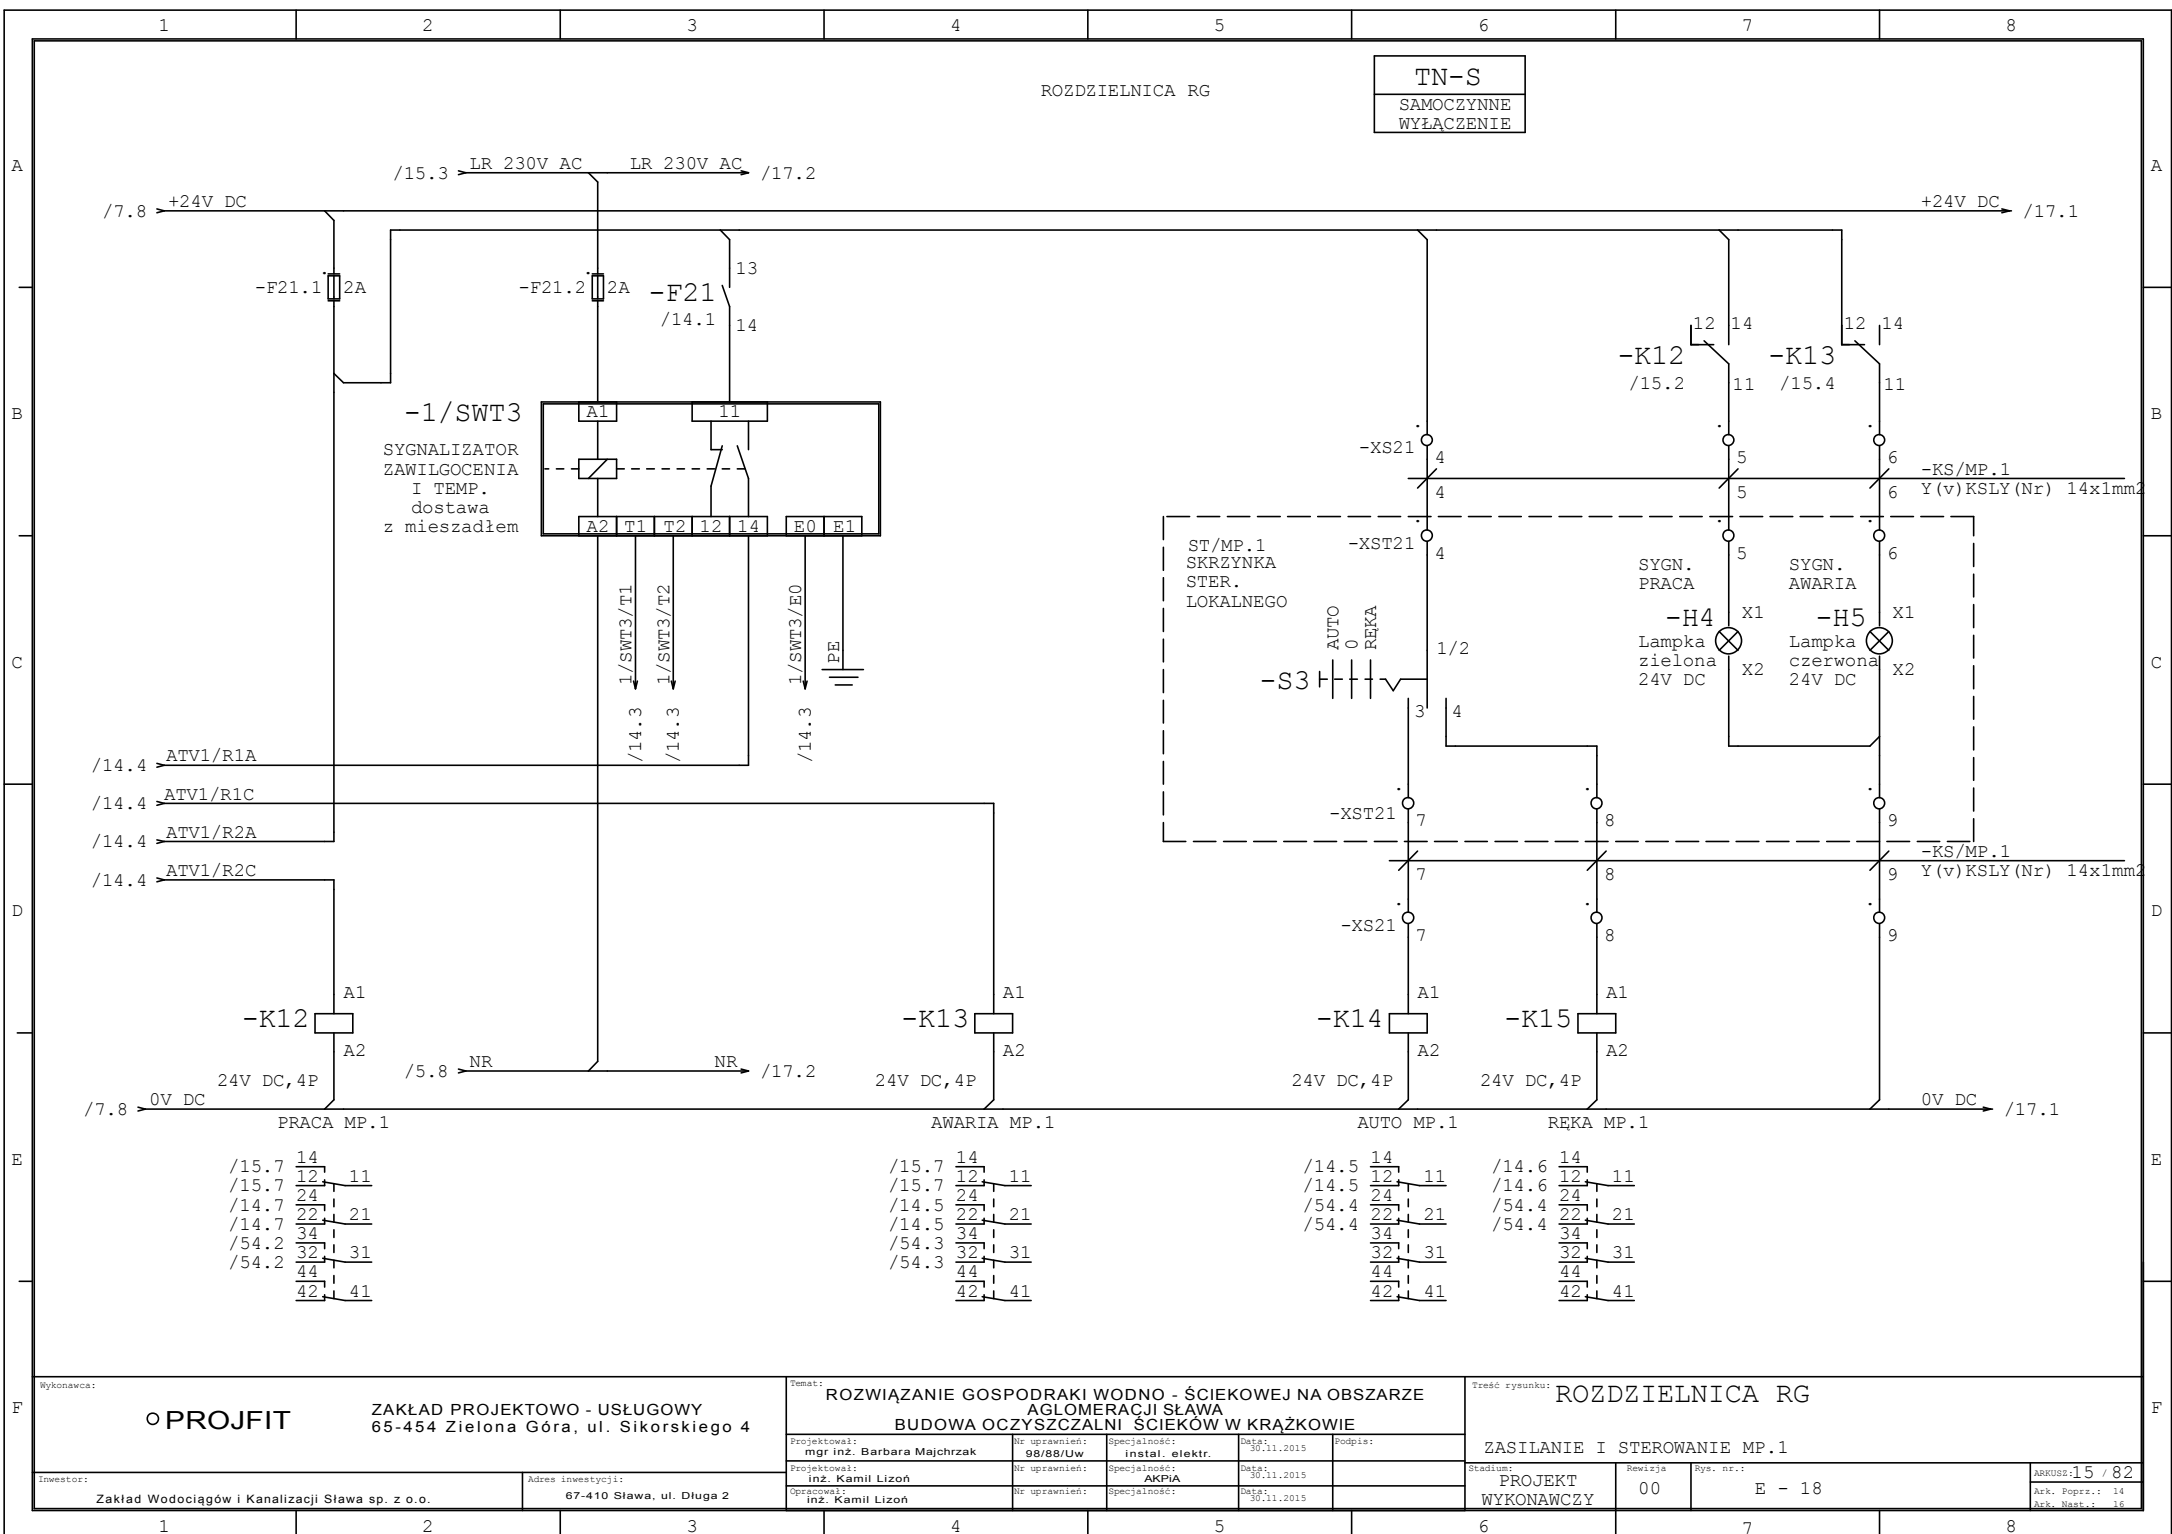 1 2 3 4 5 6 7 8
ROZDZIELNICA RG
TN-S
SAMOCZYNNE
WYŁĄCZENIE
A A
/15.3 LR 230V AC LR 230V AC /17.2
/7.8 +24V DC +24V DC /17.1
13
-F21.1 2A -F21.2 2A -F21
/14.1 14
12 14 12 14
-K12 -K13
/15.2 11 /15.4 11
B B
-1/SWT3 A1 11
SYGNALIZATOR
ZAWILGOCENIA
I TEMP.
dostawa
z mieszadłem
A2 T1 T2 12 14 E0 E1
-XS21 4 5 6
-KS/MP.1
4 5 6 Y(v)KSLY(Nr) 14x1mm2
ST/MP.1
SKRZYNKA
STER.
LOKALNEGO
-XST21 4 5 6
SYGN.
PRACA
SYGN.
AWARIA
1/SWT3/T1
1/SWT3/T2
1/SWT3/E0
PE
/14.3
/14.3
/14.3
AUTO
0
RĘKA
1/2
-S3
3 4
-H4 X1
Lampka
zielona
24V DC X2
-H5 X1
Lampka
czerwona
24V DC X2
C C
/14.4 ATV1/R1A
/14.4 ATV1/R1C
/14.4 ATV1/R2A
/14.4 ATV1/R2C
-XST21 7 8 9
-KS/MP.1
7 8 9 Y(v)KSLY(Nr) 14x1mm2
D D
-XS21 7 8 9
A1 A1 A1 A1
-K12 -K13 -K14 -K15
A2 A2 A2 A2
/5.8 NR NR /17.2
24V DC,4P 24V DC,4P 24V DC,4P 24V DC,4P
/7.8 0V DC 0V DC /17.1
PRACA MP.1 AWARIA MP.1 AUTO MP.1 RĘKA MP.1
E E
/15.7 14 /15.7 14 /14.5 14 /14.6 14
/15.7 12 11 /15.7 12 11 /14.5 12 11 /14.6 12 11
/14.7 24 /14.5 24 /54.4 24 /54.4 24
/14.7 22 21 /14.5 22 21 /54.4 22 21 /54.4 22 21
/54.2 34 /54.3 34 34 34
/54.2 32 31 /54.3 32 31 32 31 32 31
44 44 44 44
42 41 42 41 42 41 42 41
F F
Wykonawca:
PROJFIT
ZAKŁAD PROJEKTOWO - USŁUGOWY
65-454 Zielona Góra, ul. Sikorskiego 4
Inwestor:
Zakład Wodociągów i Kanalizacji Sława sp. z o.o.
Adres inwestycji:
67-410 Sława, ul. Długa 2
Temat:
ROZWIĄZANIE GOSPODRAKI WODNO - ŚCIEKOWEJ NA OBSZARZE
AGLOMERACJI SŁAWA
BUDOWA OCZYSZCZALNI ŚCIEKÓW W KRĄŻKOWIE
Projektował: Nr uprawnień: Specjalność: Data: Podpis:
mgr inż. Barbara Majchrzak 98/88/Uw instal. elektr. 30.11.2015
Projektował: Nr uprawnień: Specjalność: Data:
inż. Kamil Lizoń AKPiA 30.11.2015
Opracował: Nr uprawnień: Specjalność: Data:
inż. Kamil Lizoń 30.11.2015
Treść rysunku: ROZDZIELNICA RG
ZASILANIE I STEROWANIE MP.1
Stadium:
PROJEKT
WYKONAWCZY
Rewizja
00
Rys. nr.:
E - 18
ARKUSZ: 15 / 82
Ark. Poprz.: 14
Ark. Nast.: 16
1 2 3 4 5 6 7 8